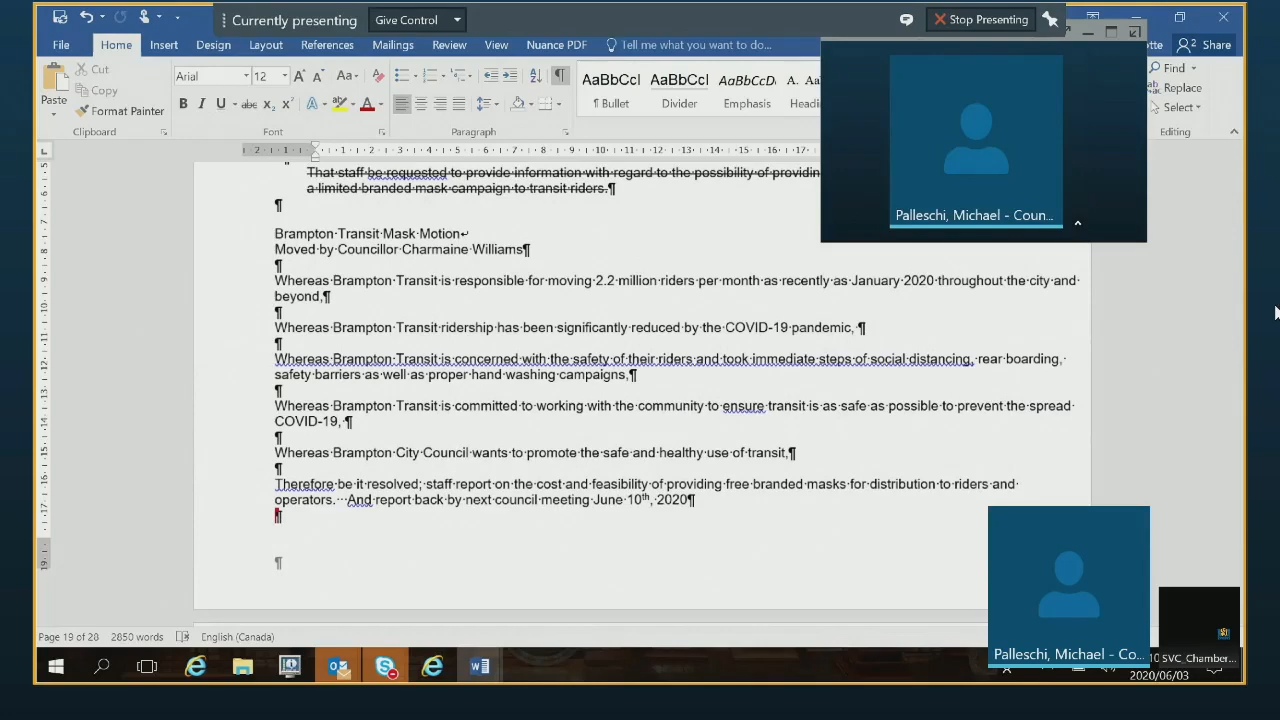 Currently presenting Give Control Stop Presenting
File Home Insert Design Layout References Mailings Review View Nuance PDF Tell me what you want to do... Share
Paste Cut Copy Format Painter
Clipboard
Arial 12 Aa
B I U abc x₂ x² A A
Font
Paragraph
AaBbCcI AaBbCcI AaBbCcD
¶ Bullet Divider Emphasis
Find
Replace
Select
Editing
Palleschi, Michael - Coun...
That staff be requested to provide information with regard to the possibility of
a limited branded mask campaign to transit riders.¶
¶
Brampton Transit Mask Motion
Moved by Councillor Charmaine Williams¶
¶
Whereas Brampton Transit is responsible for moving 2.2 million riders per month as recently as January 2020 throughout the city and
beyond,¶
¶
Whereas Brampton Transit ridership has been significantly reduced by the COVID-19 pandemic, ¶
¶
Whereas Brampton Transit is concerned with the safety of their riders and took immediate steps of social distancing, rear boarding,
safety barriers as well as proper hand washing campaigns,¶
¶
Whereas Brampton Transit is committed to working with the community to ensure transit is as safe as possible to prevent the spread
COVID-19, ¶
¶
Whereas Brampton City Council wants to promote the safe and healthy use of transit,¶
¶
Therefore be it resolved; staff report on the cost and feasibility of providing free branded masks for distribution to riders and
operators. And report back by next council meeting June 10th, 2020¶
¶
¶
Palleschi, Michael - Co...
SVC_Chamber...
Page 19 of 28 2850 words English (Canada)
2020/06/03